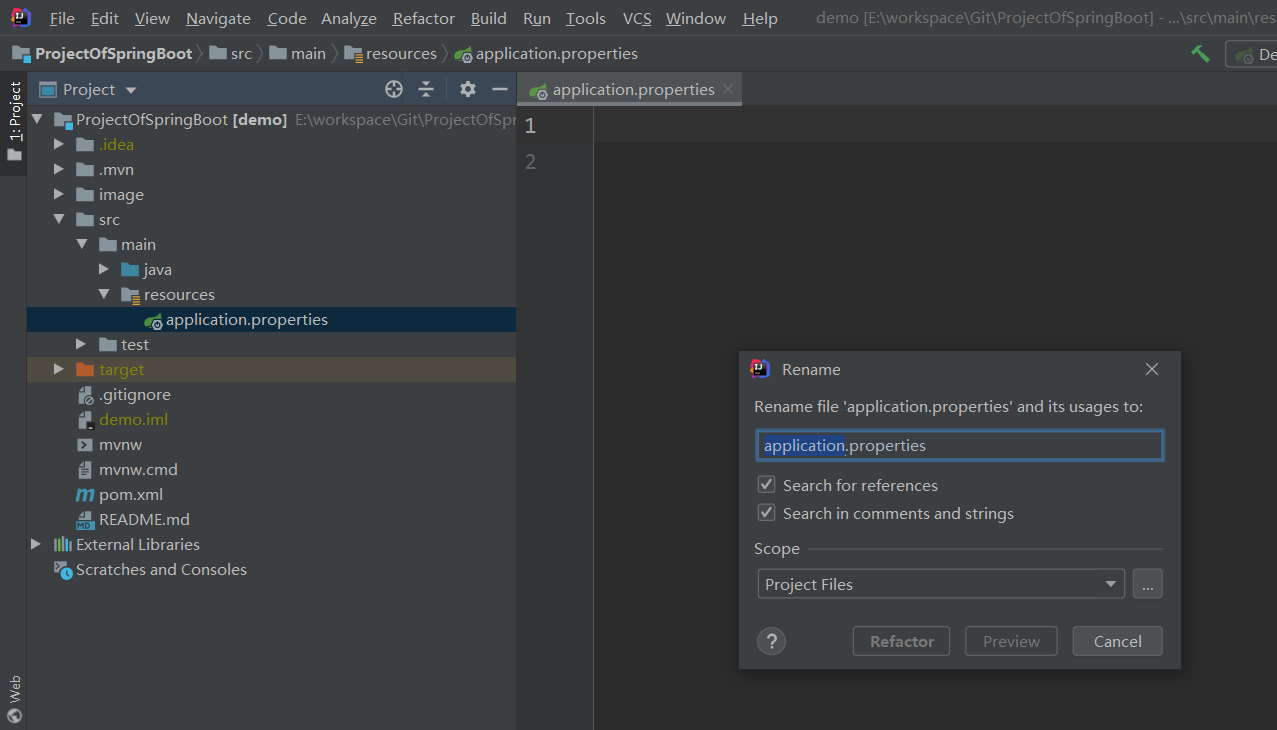 File Edit View Navigate Code Analyze Refactor Build Run Tools VCS Window Help demo [E:\workspace\Git\ProjectOfSpringBoot] - ...\src\main\res
ProjectOfSpringBoot src main resources application.properties De
1: Project
Project
application.properties
ProjectOfSpringBoot [demo] E:\workspace\Git\ProjectOfSpr
1
.idea
2
.mvn
image
src
main
java
resources
application.properties
test
target
.gitignore
demo.iml
mvnw
mvnw.cmd
pom.xml
README.md
External Libraries
Scratches and Consoles
Web
Rename
Rename file 'application.properties' and its usages to:
application.properties
Search for references
Search in comments and strings
Scope
Project Files
...
?
Refactor
Preview
Cancel